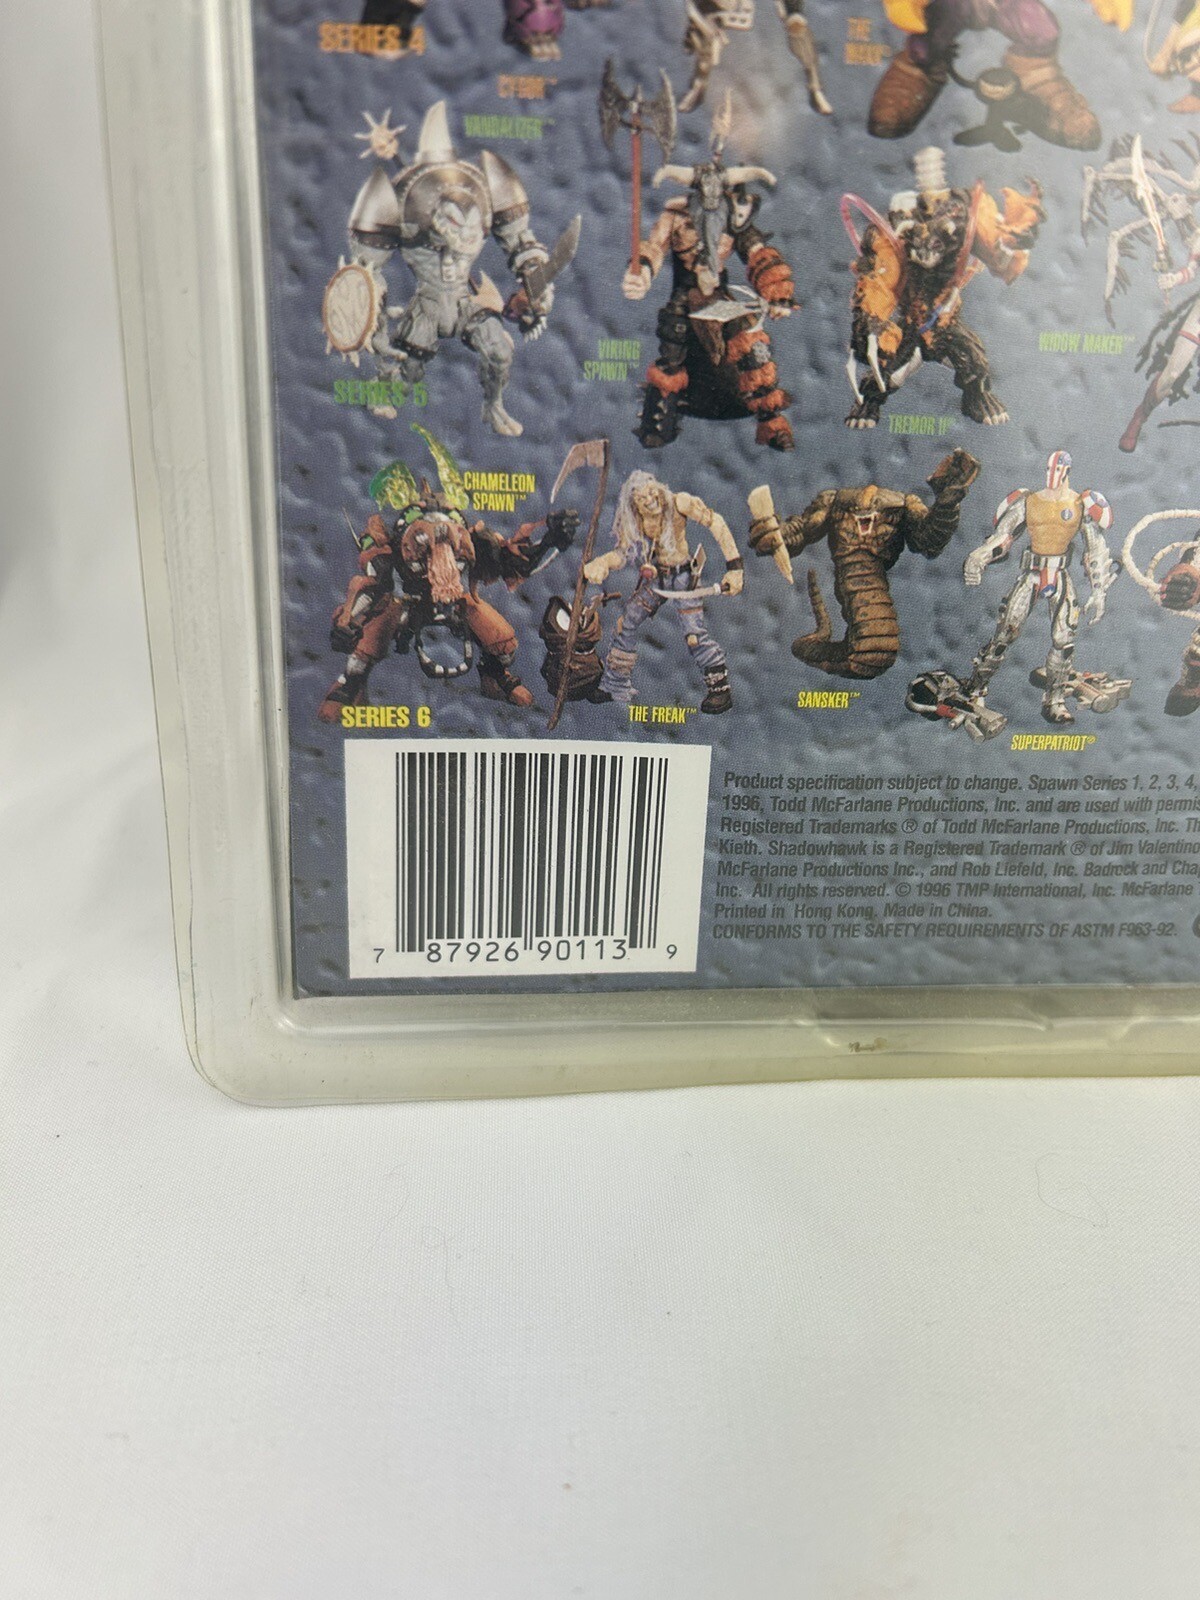 SERIES 4
CYGOR™
THE MAXX™
VANDALIZER™
VIKING
SPAWN™
WIDOW MAKER™
SERIES 5
TREMOR II™
CHAMELEON
SPAWN™
SERIES 6
THE FREAK™
SANSKER™
SUPERPATRIOT®
Product specification subject to change. Spawn Series 1, 2, 3, 4,
1996, Todd McFarlane Productions, Inc. and are used with
Registered Trademarks ® of Todd McFarlane Productions, Inc.
Kieth. Shadowhawk is a Registered Trademark ® of Jim Valentino
McFarlane Productions Inc., and Rob Liefeld, Inc. Badrock and
Inc. All rights reserved. © 1996 TMP International, Inc. McFarlane
Printed in Hong Kong. Made in China.
CONFORMS TO THE SAFETY REQUIREMENTS OF ASTM F963-92.
7 87926 90113 9